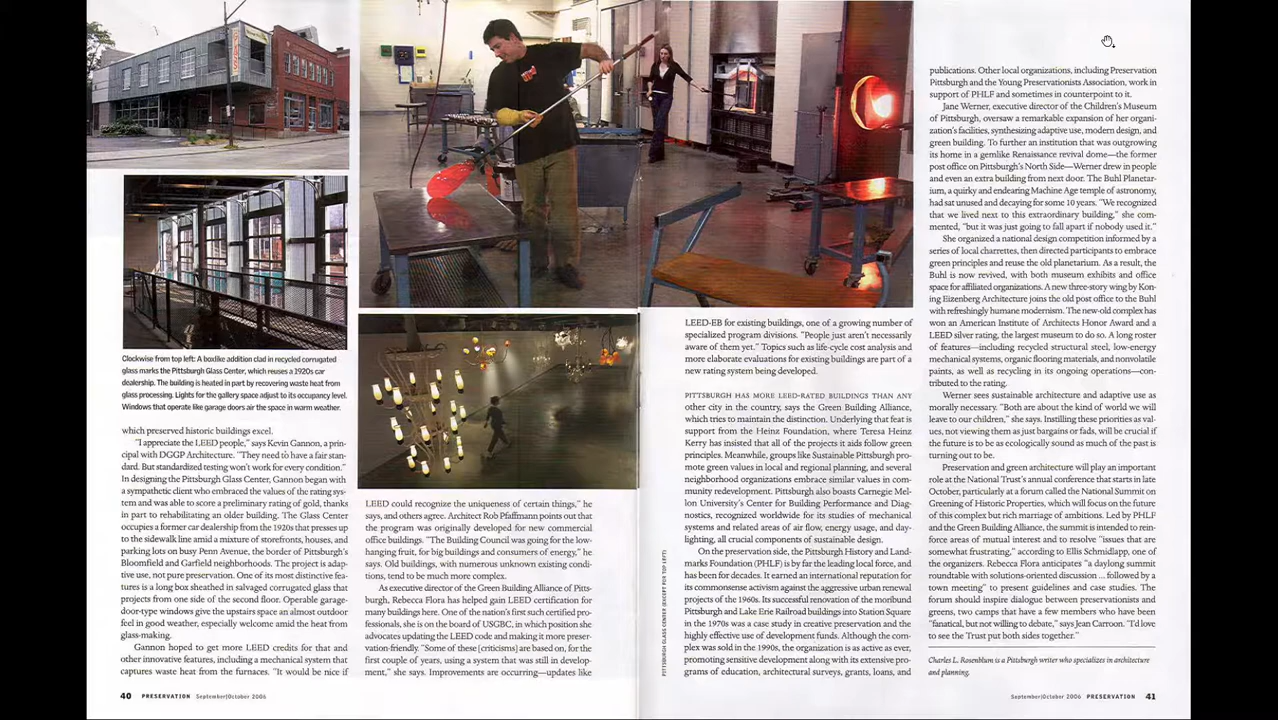 Clockwise from top left: A boxlike addition clad in recycled corrugated
glass marks the Pittsburgh Glass Center, which reuses a 1920s car
dealership. The building is heated in part by recovering waste heat from
glass processing. Lights for the gallery space adjust to its occupancy level.
Windows that operate like garage doors air the space in warm weather.
which preserved historic buildings excel.
"I appreciate the LEED people," says Kevin Gannon, a prin-
cipal with DGGP Architecture. "They need to have a fair stan-
dard. But standardized testing won't work for every condition."
In designing the Pittsburgh Glass Center, Gannon began with
a sympathetic client who embraced the values of the rating sys-
tem and was able to score a preliminary rating of gold, thanks
in part to rehabilitating an older building. The Glass Center
occupies a former car dealership from the 1920s that presses up
to the sidewalk line amid a mixture of storefronts, houses, and
parking lots on busy Penn Avenue, the border of Pittsburgh's
Bloomfield and Garfield neighborhoods. The project is adap-
tive use, not pure preservation. One of its most distinctive fea-
tures is a long box sheathed in salvaged corrugated glass that
projects from one side of the second floor. Operable garage-
door-type windows give the upstairs space an almost outdoor
feel in good weather, especially welcome amid the heat from
glass-making.
Gannon hoped to get more LEED credits for that and
other innovative features, including a mechanical system that
captures waste heat from the furnaces. "It would be nice if
LEED could recognize the uniqueness of certain things," he
says, and others agree. Architect Rob Pfaffmann points out that
the program was originally developed for new commercial
office buildings. "The Building Council was going for the low-
hanging fruit, for big buildings and consumers of energy," he
says. Old buildings, with numerous unknown existing condi-
tions, tend to be much more complex.
As executive director of the Green Building Alliance of Pitts-
burgh, Rebecca Flora has helped gain LEED certification for
many buildings here. One of the nation's first such certified pro-
fessionals, she is on the board of USGBC, in which position she
advocates updating the LEED code and making it more preser-
vation-friendly. "Some of these [criticisms] are based on, for the
first couple of years, using a system that was still in develop-
ment," she says. Improvements are occurring—updates like
LEED-EB for existing buildings, one of a growing number of
specialized program divisions. "People just aren't necessarily
aware of them yet." Topics such as life-cycle cost analysis and
more elaborate evaluations for existing buildings are part of a
new rating system being developed.
PITTSBURGH HAS MORE LEED-RATED BUILDINGS THAN ANY
other city in the country, says the Green Building Alliance,
which tries to maintain the distinction. Underlying that feat is
support from the Heinz Foundation, where Teresa Heinz
Kerry has insisted that all of the projects it aids follow green
principles. Meanwhile, groups like Sustainable Pittsburgh pro-
mote green values in local and regional planning, and several
neighborhood organizations embrace similar values in com-
munity redevelopment. Pittsburgh also boasts Carnegie Mel-
lon University's Center for Building Performance and Diag-
nostics, recognized worldwide for its studies of mechanical
systems and related areas of air flow, energy usage, and day-
lighting, all crucial components of sustainable design.
On the preservation side, the Pittsburgh History and Land-
marks Foundation (PHLF) is by far the leading local force, and
has been for decades. It earned an international reputation for
its commonsense activism against the aggressive urban renewal
projects of the 1960s. Its successful renovation of the moribund
Pittsburgh and Lake Erie Railroad buildings into Station Square
in the 1970s was a case study in creative preservation and the
highly effective use of development funds. Although the com-
plex was sold in the 1990s, the organization is as active as ever,
promoting sensitive development along with its extensive pro-
grams of education, architectural surveys, grants, loans, and
publications. Other local organizations, including Preservation
Pittsburgh and the Young Preservationists Association, work in
support of PHLF and sometimes in counterpoint to it.
Jane Werner, executive director of the Children's Museum
of Pittsburgh, oversaw a remarkable expansion of her organi-
zation's facilities, synthesizing adaptive use, modern design, and
green building. To further an institution that was outgrowing
its home in a gemlike Renaissance revival dome—the former
post office on Pittsburgh's North Side—Werner drew in people
and even an extra building from next door. The Buhl Planetar-
ium, a quirky and endearing Machine Age temple of astronomy,
had sat unused and decaying for some 10 years. "We recognized
that we lived next to this extraordinary building," she com-
mented, "but it was just going to fall apart if nobody used it."
She organized a national design competition informed by a
series of local charrettes, then directed participants to embrace
green principles and reuse the old planetarium. As a result, the
Buhl is now revived, with both museum exhibits and office
space for affiliated organizations. A new three-story wing by Kon-
ing Eizenberg Architecture joins the old post office to the Buhl
with refreshingly humane modernism. The new-old complex has
won an American Institute of Architects Honor Award and a
LEED silver rating, the largest museum to do so. A long roster
of features—including recycled structural steel, low-energy
mechanical systems, organic flooring materials, and nonvolatile
paints, as well as recycling in its ongoing operations—con-
tributed to the rating.
Werner sees sustainable architecture and adaptive use as
morally necessary. "Both are about the kind of world we will
leave to our children," she says. Instilling these priorities as val-
ues, not viewing them as just bargains or fads, will be crucial if
the future is to be as ecologically sound as much of the past is
turning out to be.
Preservation and green architecture will play an important
role at the National Trust's annual conference that starts in late
October, particularly at a forum called the National Summit on
Greening of Historic Properties, which will focus on the future
of this complex but rich marriage of ambitions. Led by PHLF
and the Green Building Alliance, the summit is intended to rein-
force areas of mutual interest and to resolve "issues that are
somewhat frustrating," according to Ellis Schmidlapp, one of
the organizers. Rebecca Flora anticipates "a daylong summit
roundtable with solutions-oriented discussion ... followed by a
town meeting" to present guidelines and case studies. The
forum should inspire dialogue between preservationists and
greens, two camps that have a few members who have been
"fanatical, but not willing to debate," says Jean Carroon. "I'd love
to see the Trust put both sides together."
Charles L. Rosenblum is a Pittsburgh writer who specializes in architecture
and planning.
PITTSBURGH GLASS CENTER (EXCEPT FOR TOP LEFT)
40 PRESERVATION September|October 2006
September|October 2006 PRESERVATION 41